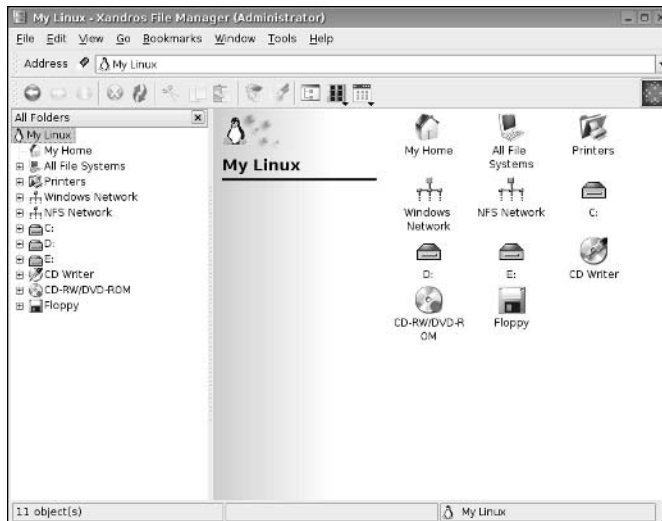 My Linux - Xandros File Manager (Administrator)
File Edit View Go Bookmarks Window Tools Help
Address My Linux
All Folders
My Linux
My Home
All File Systems
Printers
Windows Network
NFS Network
C:
D:
E:
CD Writer
CD-RW/DVD-ROM
Floppy
My Linux
My Home
All File
Systems
Printers
Windows
Network
NFS Network
C:
D:
E:
CD Writer
CD-RW/DVD-R
OM
Floppy
11 object(s)
My Linux